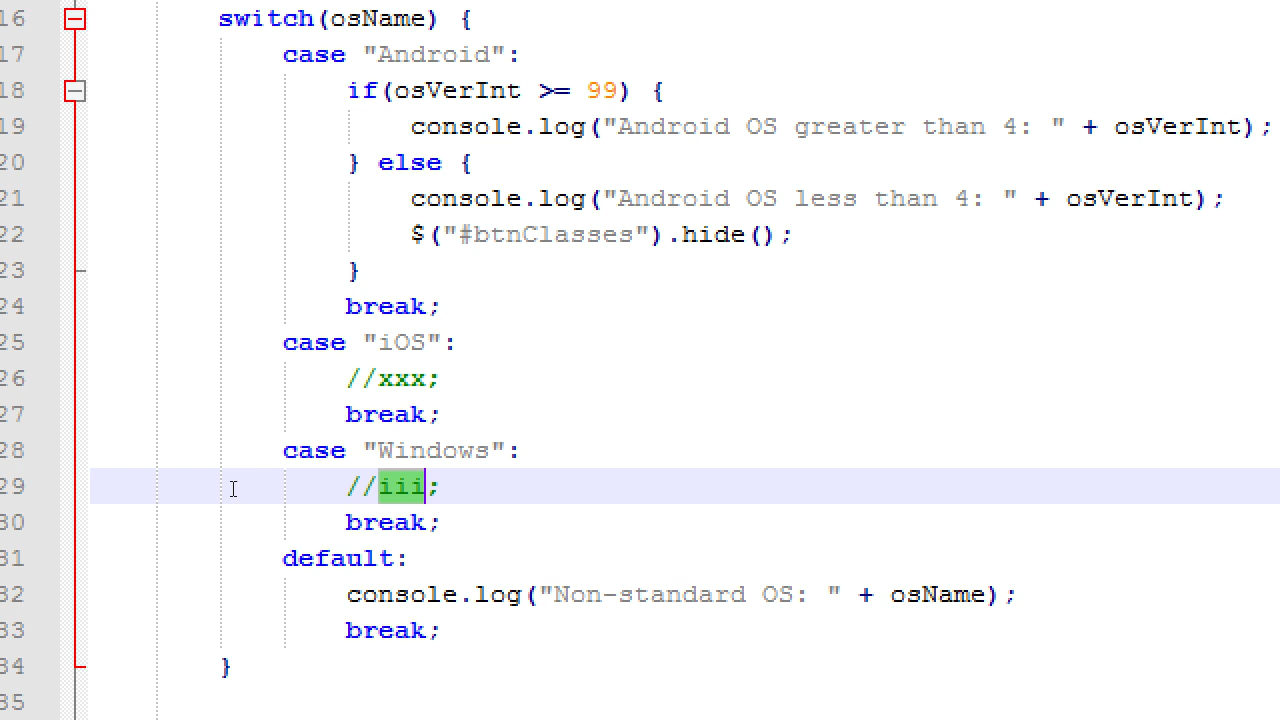 16 switch(osName) {
17 case "Android":
18 if(osVerInt >= 99) {
19 console.log("Android OS greater than 4: " + osVerInt);
20 } else {
21 console.log("Android OS less than 4: " + osVerInt);
22 $("#btnClasses").hide();
23 }
24 break;
25 case "iOS":
26 //xxx;
27 break;
28 case "Windows":
29 //iii;
30 break;
31 default:
32 console.log("Non-standard OS: " + osName);
33 break;
34 }
35